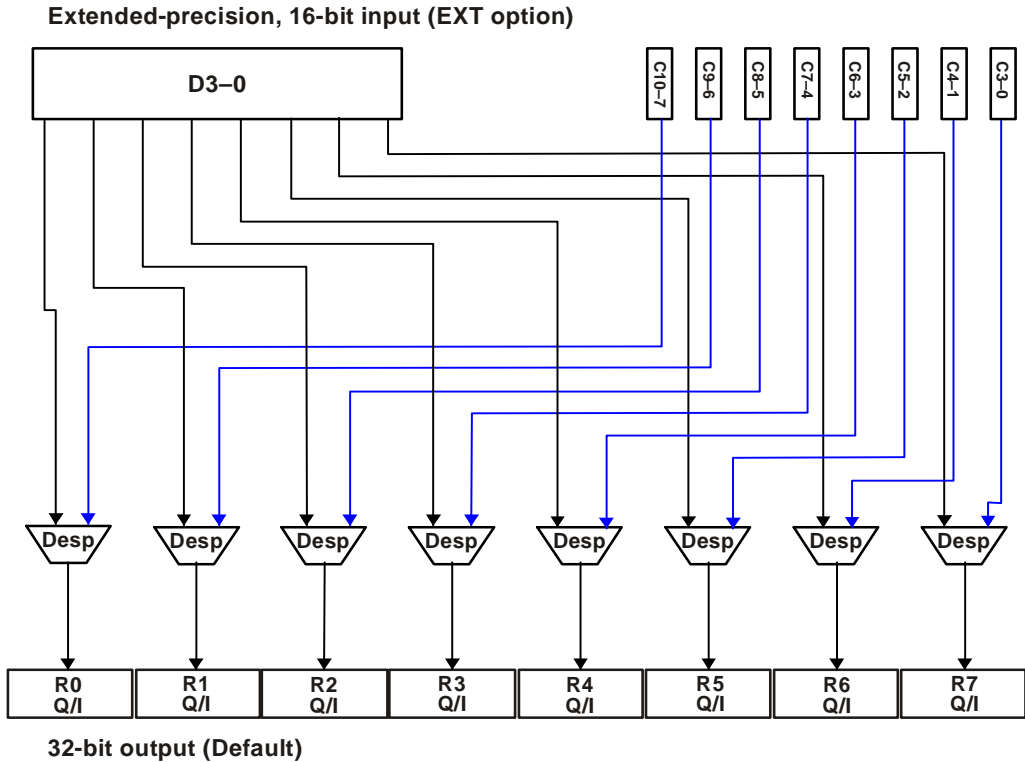 Extended-precision, 16-bit input (EXT option)
D3–0
C10–7
C9–6
C8–5
C7–4
C6–3
C5–2
C4–1
C3–0
Desp
Desp
Desp
Desp
Desp
Desp
Desp
Desp
R0
Q/I
R1
Q/I
R2
Q/I
R3
Q/I
R4
Q/I
R5
Q/I
R6
Q/I
R7
Q/I
32-bit output (Default)